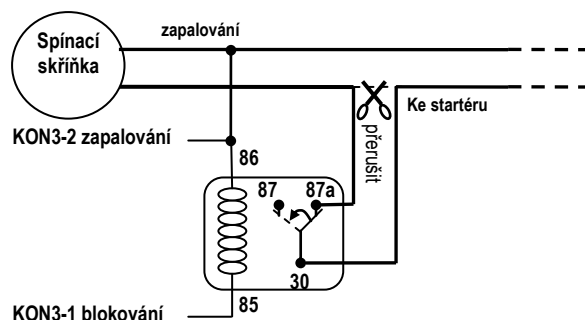 Spínací
skříňka
zapalování
Ke startéru
přerušit
KON3-2 zapalování
86
87
87a
30
85
KON3-1 blokování